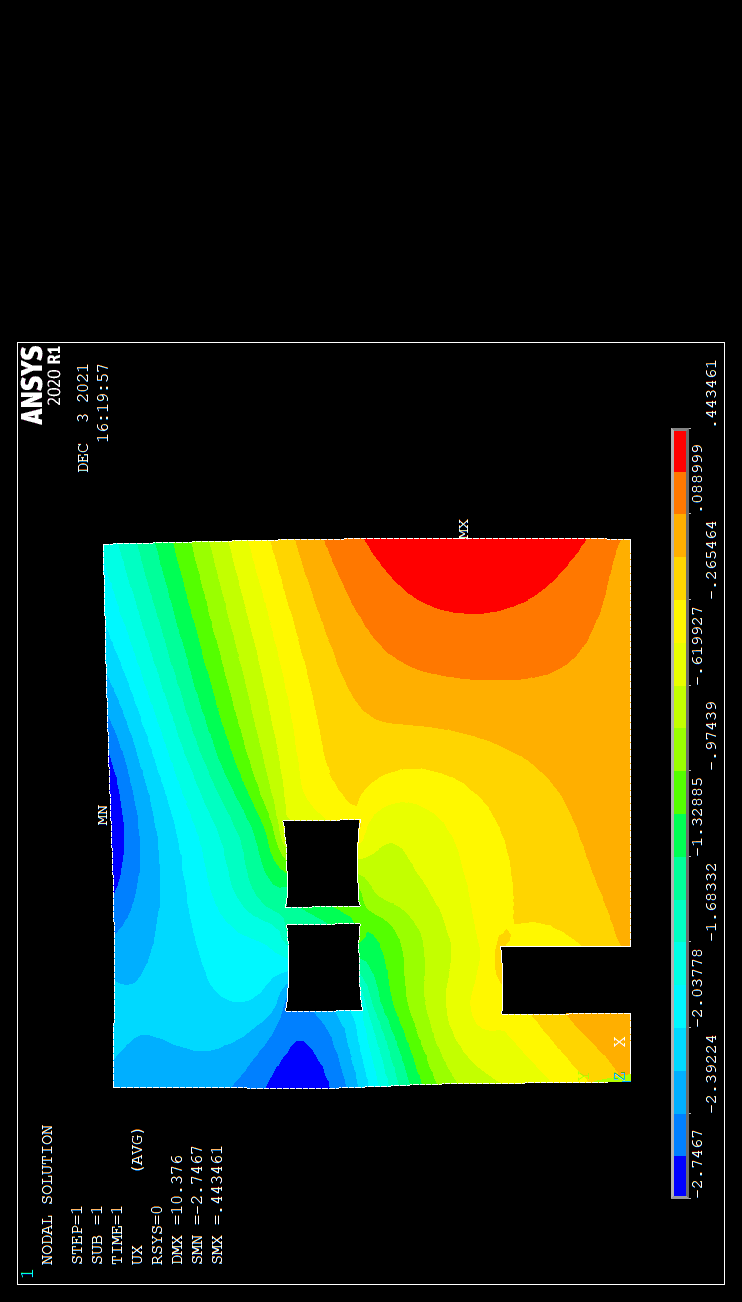 1
NODAL SOLUTION
STEP=1
SUB =1
TIME=1
UX       (AVG)
RSYS=0
DMX =10.376
SMN =-2.7467
SMX =.443461
ANSYS
2020 R1
DEC  3 2021
16:19:57
MN
MX
Z
X
-2.7467
-2.39224
-2.03778
-1.68332
-1.32885
-.97439
-.619927
-.265464
.088999
.443461